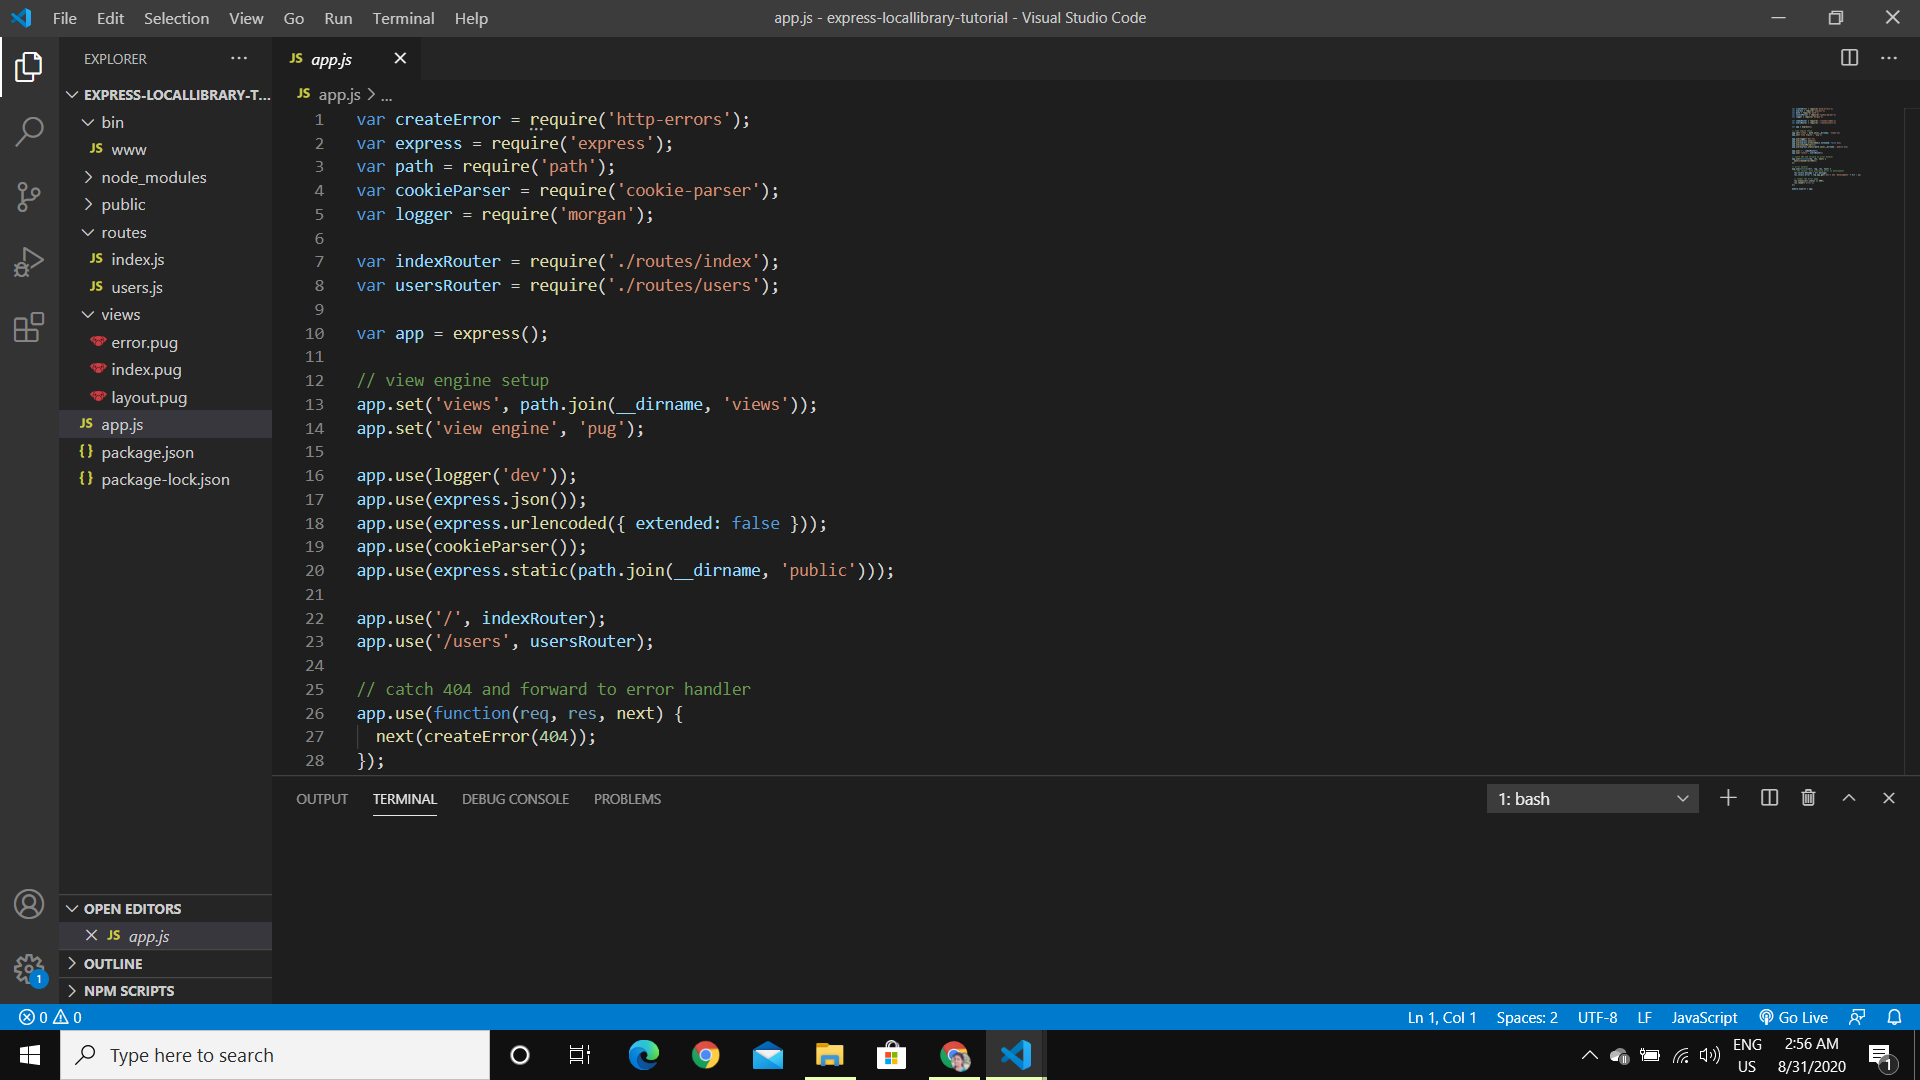 File Edit Selection View Go Run Terminal Help
app.js - express-locallibrary-tutorial - Visual Studio Code
EXPLORER
EXPRESS-LOCALLIBRARY-T...
bin
JS www
node_modules
public
routes
JS index.js
JS users.js
views
error.pug
index.pug
layout.pug
JS app.js
{} package.json
{} package-lock.json
OPEN EDITORS
JS app.js
OUTLINE
NPM SCRIPTS
1
JS app.js
JS app.js > ...
1 var createError = require('http-errors');
2 var express = require('express');
3 var path = require('path');
4 var cookieParser = require('cookie-parser');
5 var logger = require('morgan');
6
7 var indexRouter = require('./routes/index');
8 var usersRouter = require('./routes/users');
9
10 var app = express();
11
12 // view engine setup
13 app.set('views', path.join(__dirname, 'views'));
14 app.set('view engine', 'pug');
15
16 app.use(logger('dev'));
17 app.use(express.json());
18 app.use(express.urlencoded({ extended: false }));
19 app.use(cookieParser());
20 app.use(express.static(path.join(__dirname, 'public')));
21
22 app.use('/', indexRouter);
23 app.use('/users', usersRouter);
24
25 // catch 404 and forward to error handler
26 app.use(function(req, res, next) {
27 next(createError(404));
28 });
OUTPUT TERMINAL DEBUG CONSOLE PROBLEMS
1: bash
0 0
Ln 1, Col 1 Spaces: 2 UTF-8 LF JavaScript Go Live
Type here to search
ENG
US
2:56 AM
8/31/2020
1